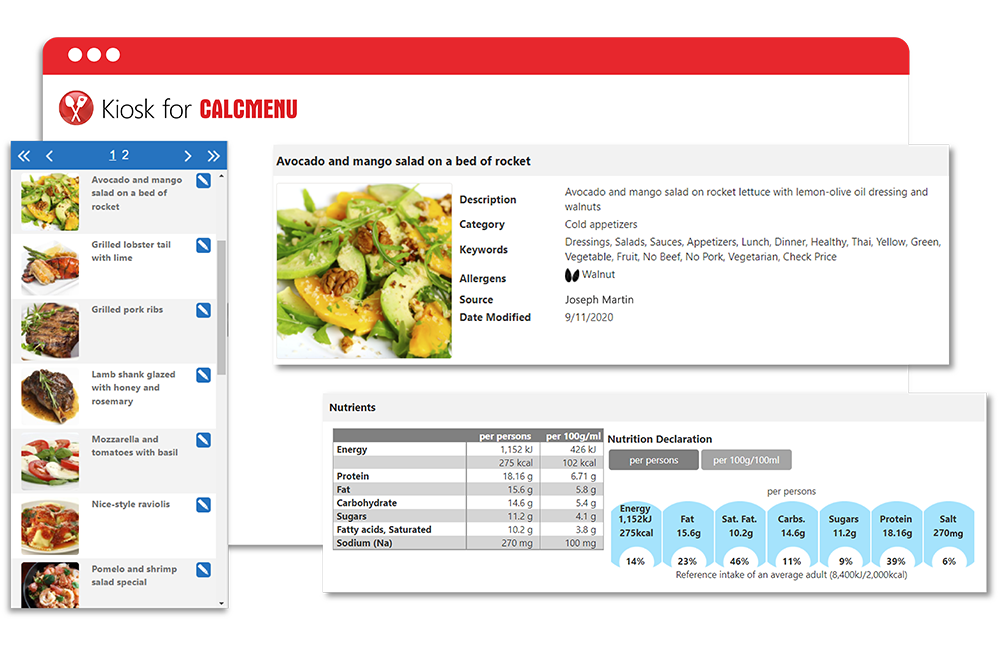 Kiosk for CALCMENU
1 2
Avocado and mango
salad on a bed of
rocket
Grilled lobster tail
with lime
Grilled pork ribs
Lamb shank glazed
with honey and
rosemary
Mozzarella and
tomatoes with basil
Nice-style raviolis
Pomelo and shrimp
salad special
Avocado and mango salad on a bed of rocket
Description
Avocado and mango salad on rocket lettuce with lemon-olive oil dressing and
walnuts
Category Cold appetizers
Keywords
Dressings, Salads, Sauces, Appetizers, Lunch, Dinner, Healthy, Thai, Yellow, Green,
Vegetable, Fruit, No Beef, No Pork, Vegetarian, Check Price
Allergens Walnut
Source Joseph Martin
Date Modified 9/11/2020
Nutrients
per persons per 100g/ml
Energy 1,152 kJ 426 kJ
275 kcal 102 kcal
Protein 18.16 g 6.71 g
Fat 15.6 g 5.8 g
Carbohydrate 14.6 g 5.4 g
Sugars 11.2 g 4.1 g
Fatty acids, Saturated 10.2 g 3.8 g
Sodium (Na) 270 mg 100 mg
Nutrition Declaration
per persons per 100g/100ml
per persons
Energy
1,152kJ
275kcal
14%
Fat
15.6g
23%
Sat. Fat.
10.2g
46%
Carbs.
14.6g
11%
Sugars
11.2g
9%
Protein
18.16g
39%
Salt
270mg
6%
Reference intake of an average adult (8,400kJ/2,000kcal)